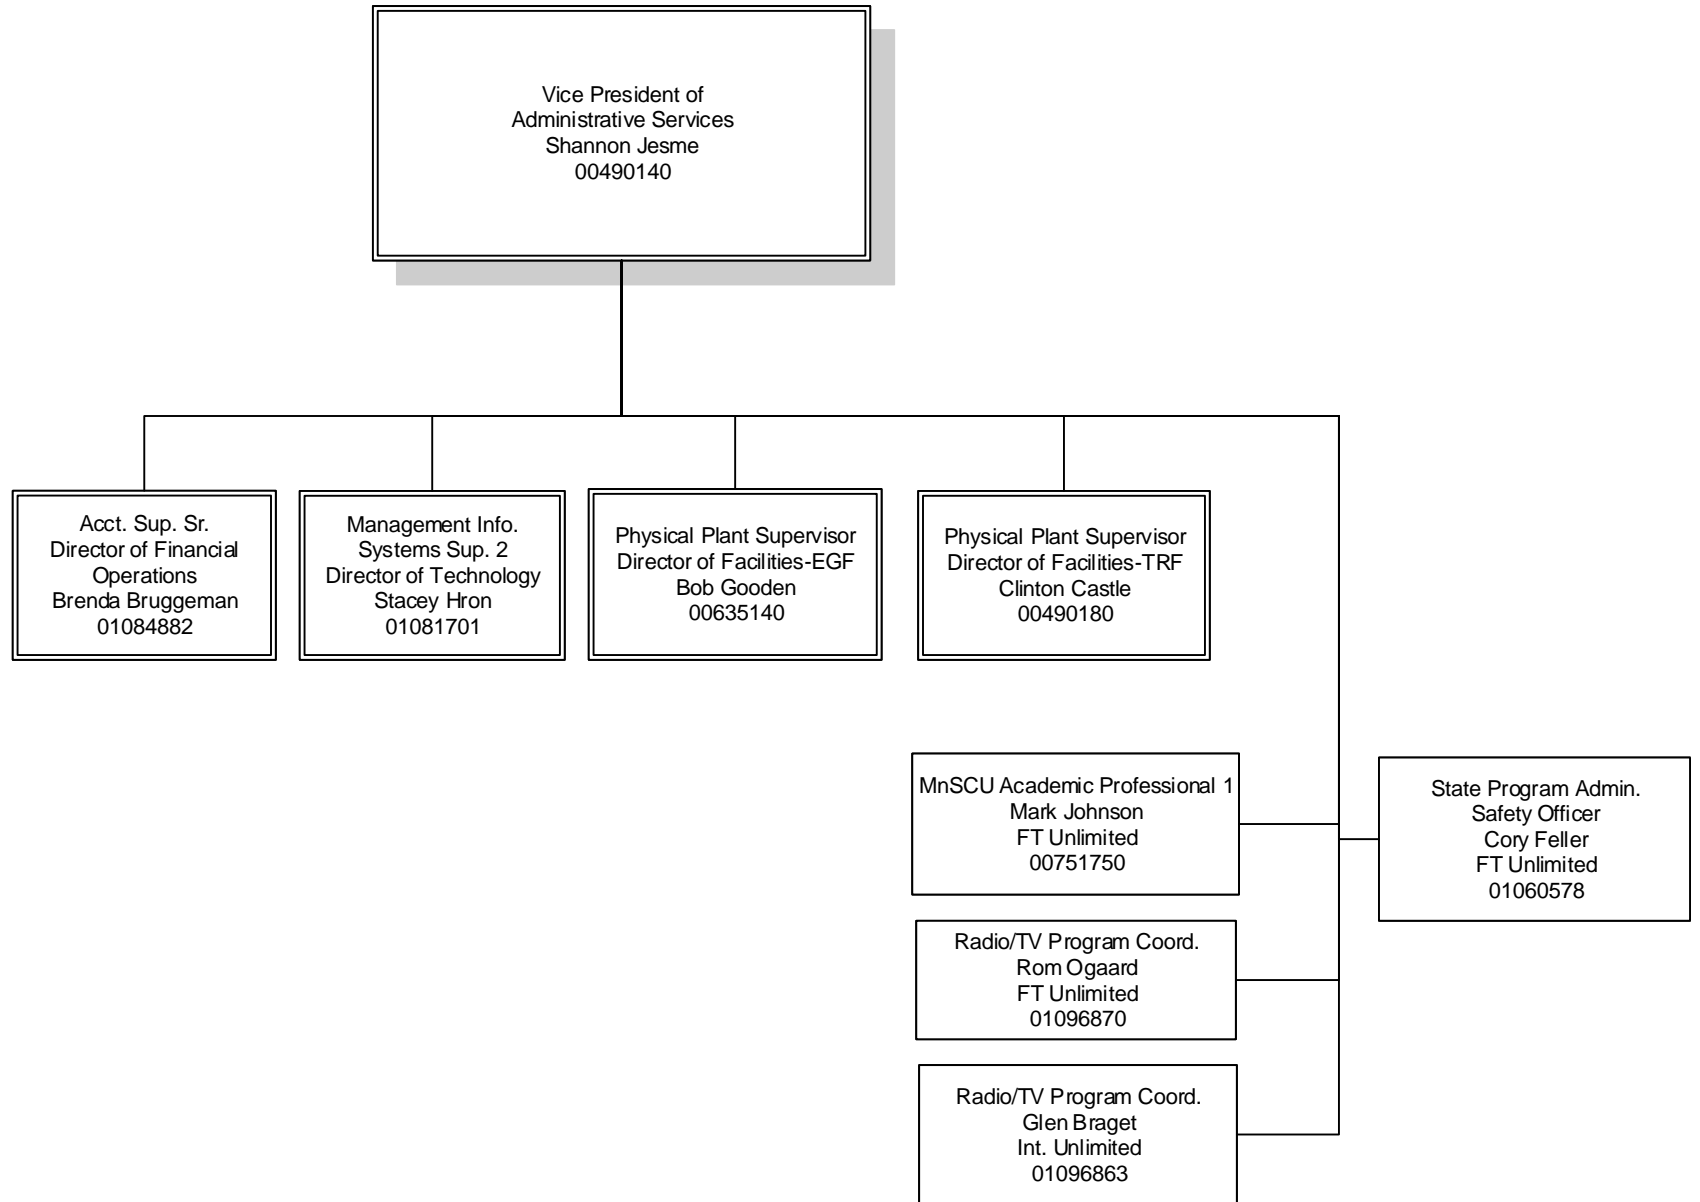 Vice President of
Administrative Services
Shannon Jesme
00490140
Acct. Sup. Sr.
Director of Financial
Operations
Brenda Bruggeman
01084882
Management Info.
Systems Sup. 2
Director of Technology
Stacey Hron
01081701
Physical Plant Supervisor
Director of Facilities-EGF
Bob Gooden
00635140
Physical Plant Supervisor
Director of Facilities-TRF
Clinton Castle
00490180
MnSCU Academic Professional 1
Mark Johnson
FT Unlimited
00751750
State Program Admin.
Safety Officer
Cory Feller
FT Unlimited
01060578
Radio/TV Program Coord.
Rom Ogaard
FT Unlimited
01096870
Radio/TV Program Coord.
Glen Braget
Int. Unlimited
01096863